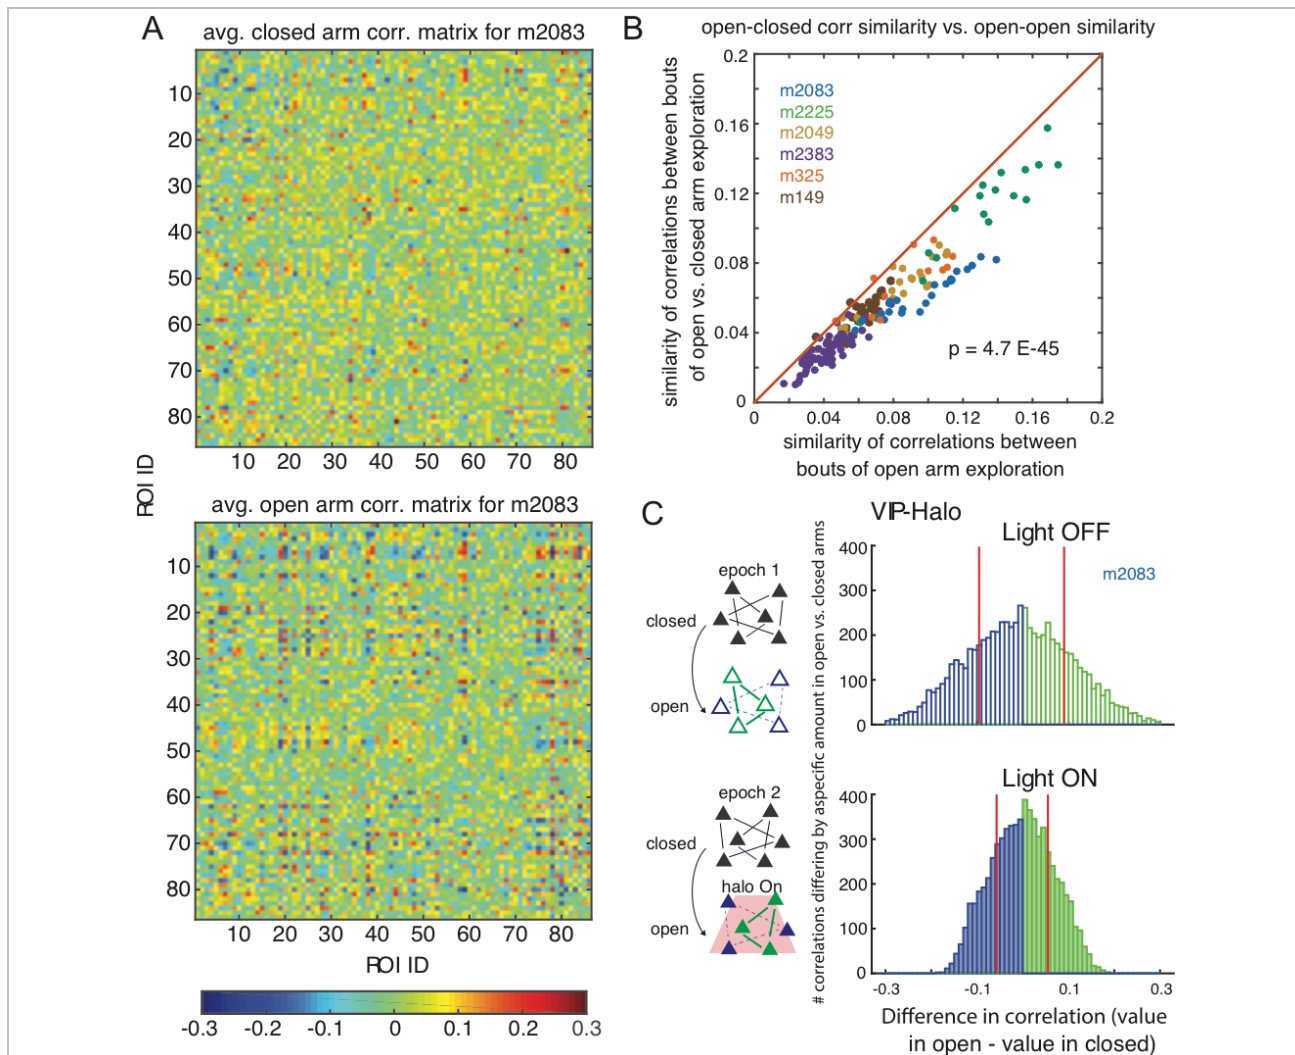 A
avg. closed arm corr. matrix for m2083
10
20
30
40
50
60
70
80
10 20 30 40 50 60 70 80
ROI ID
avg. open arm corr. matrix for m2083
10
20
30
40
50
60
70
80
10 20 30 40 50 60 70 80
ROI ID
-0.3 -0.2 -0.1 0 0.1 0.2 0.3
B
open-closed corr similarity vs. open-open similarity
similarity of correlations between bouts
of open vs. closed arm exploration
0.2
0.16
0.12
0.08
0.04
0
m2083
m2225
m2049
m2383
m325
m149
p = 4.7 E-45
0 0.04 0.08 0.12 0.16 0.2
similarity of correlations between
bouts of open arm exploration
C
VIP-Halo
epoch 1
closed
open
epoch 2
closed
halo On
open
# correlations differing by aspecific amount in open vs. closed arms
Light OFF
m2083
400
300
200
100
0
Light ON
400
300
200
100
0
-0.3 -0.1 0.1 0.3
Difference in correlation (value
in open - value in closed)